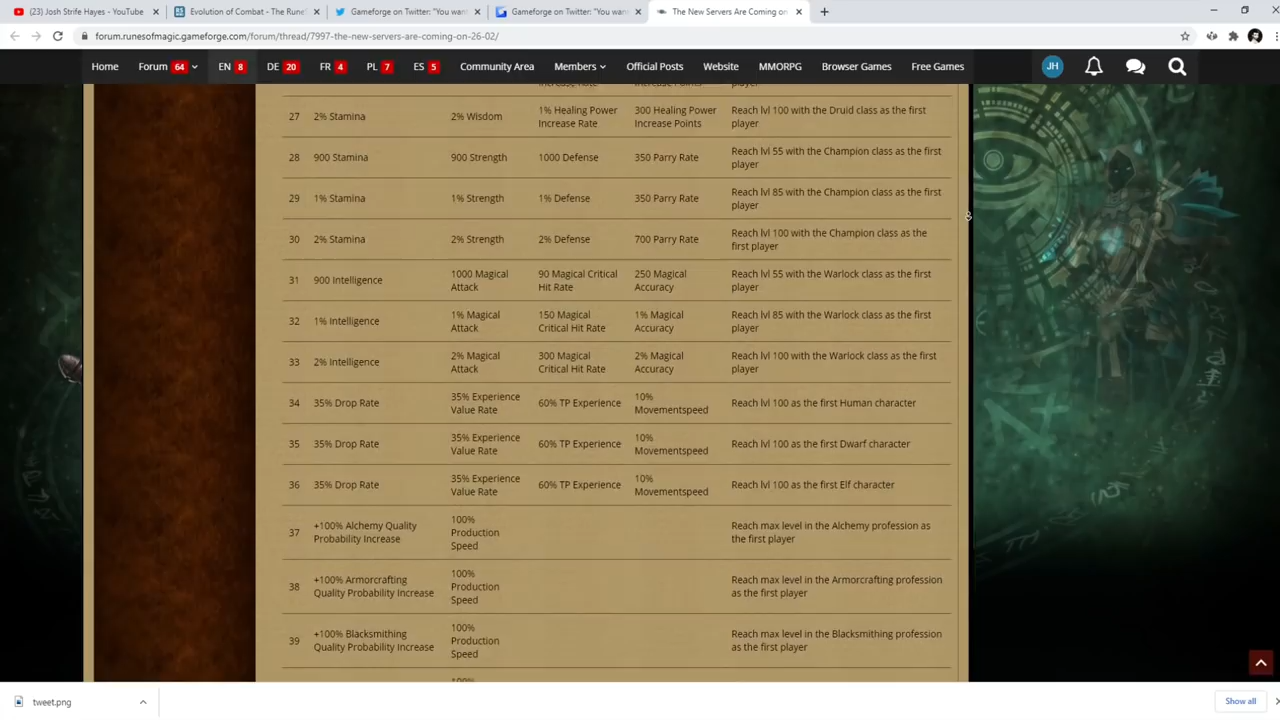 (23) Josh Strife Hayes - YouTube
Evolution of Combat - The Rune
Gameforge on Twitter: "You want
Gameforge on Twitter: "You wan
The New Servers Are Coming on
forum.runesofmagic.gameforge.com/forum/thread/7997-the-new-servers-are-coming-on-26-02/
Home
Forum 64
EN 8
DE 20
FR 4
PL 7
ES 5
Community Area
Members
Official Posts
Website
MMORPG
Browser Games
Free Games
JH
27 2% Stamina 2% Wisdom 1% Healing Power 300 Healing Power Reach lvl 100 with the Druid class as the first
Increase Rate Increase Points player
28 900 Stamina 900 Strength 1000 Defense 350 Parry Rate Reach lvl 55 with the Champion class as the first
player
29 1% Stamina 1% Strength 1% Defense 350 Parry Rate Reach lvl 85 with the Champion class as the first
player
30 2% Stamina 2% Strength 2% Defense 700 Parry Rate Reach lvl 100 with the Champion class as the
first player
31 900 Intelligence 1000 Magical 90 Magical Critical 250 Magical Reach lvl 55 with the Warlock class as the first
Attack Hit Rate Accuracy player
32 1% Intelligence 1% Magical 150 Magical 1% Magical Reach lvl 85 with the Warlock class as the first
Attack Critical Hit Rate Accuracy player
33 2% Intelligence 2% Magical 300 Magical 2% Magical Reach lvl 100 with the Warlock class as the first
Attack Critical Hit Rate Accuracy player
34 35% Drop Rate 35% Experience 60% TP Experience 10% Reach lvl 100 as the first Human character
Value Rate Movementspeed
35 35% Drop Rate 35% Experience 60% TP Experience 10% Reach lvl 100 as the first Dwarf character
Value Rate Movementspeed
36 35% Drop Rate 35% Experience 60% TP Experience 10% Reach lvl 100 as the first Elf character
Value Rate Movementspeed
37 +100% Alchemy Quality 100% Reach max level in the Alchemy profession as
Probability Increase Production the first player
Speed
38 +100% Armorcrafting 100% Reach max level in the Armorcrafting profession
Quality Probability Increase Production as the first player
Speed
39 +100% Blacksmithing 100% Reach max level in the Blacksmithing profession
Quality Probability Increase Production as the first player
Speed
tweet.png
Show all